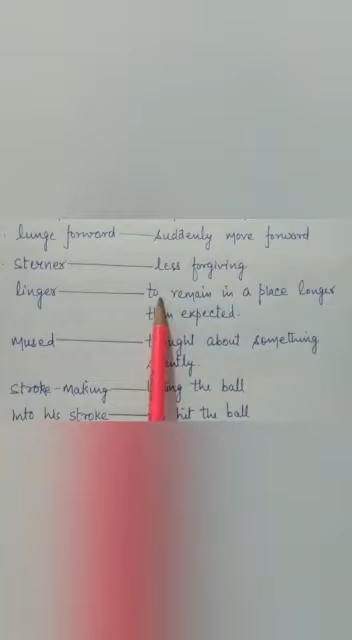 lunge forward — suddenly move forward
sterner — less forgiving
linger — to remain in a place longer
expected.
Mused — about something
Stroke-Making — the ball
Into his stroke — hit the ball